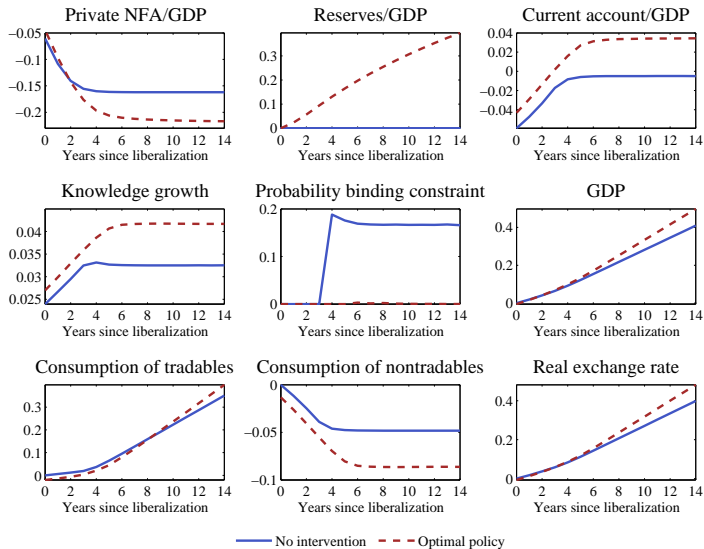 Private NFA/GDP
Reserves/GDP
Current account/GDP
−0.05
−0.1
−0.15
−0.2
0 2 4 6 8 10 12 14
Years since liberalization
0.3
0.2
0.1
0
0 2 4 6 8 10 12 14
Years since liberalization
0.04
0.02
0
−0.02
−0.04
0 2 4 6 8 10 12 14
Years since liberalization
Knowledge growth
Probability binding constraint
GDP
0.04
0.035
0.03
0.025
0 2 4 6 8 10 12 14
Years since liberalization
0.2
0.1
0
0 2 4 6 8 10 12 14
Years since liberalization
0.4
0.2
0
0 2 4 6 8 10 12 14
Years since liberalization
Consumption of tradables
Consumption of nontradables
Real exchange rate
0.3
0.2
0.1
0
0 2 4 6 8 10 12 14
Years since liberalization
0
−0.05
−0.1
0 2 4 6 8 10 12 14
Years since liberalization
0.4
0.2
0
0 2 4 6 8 10 12 14
Years since liberalization
No intervention
Optimal policy